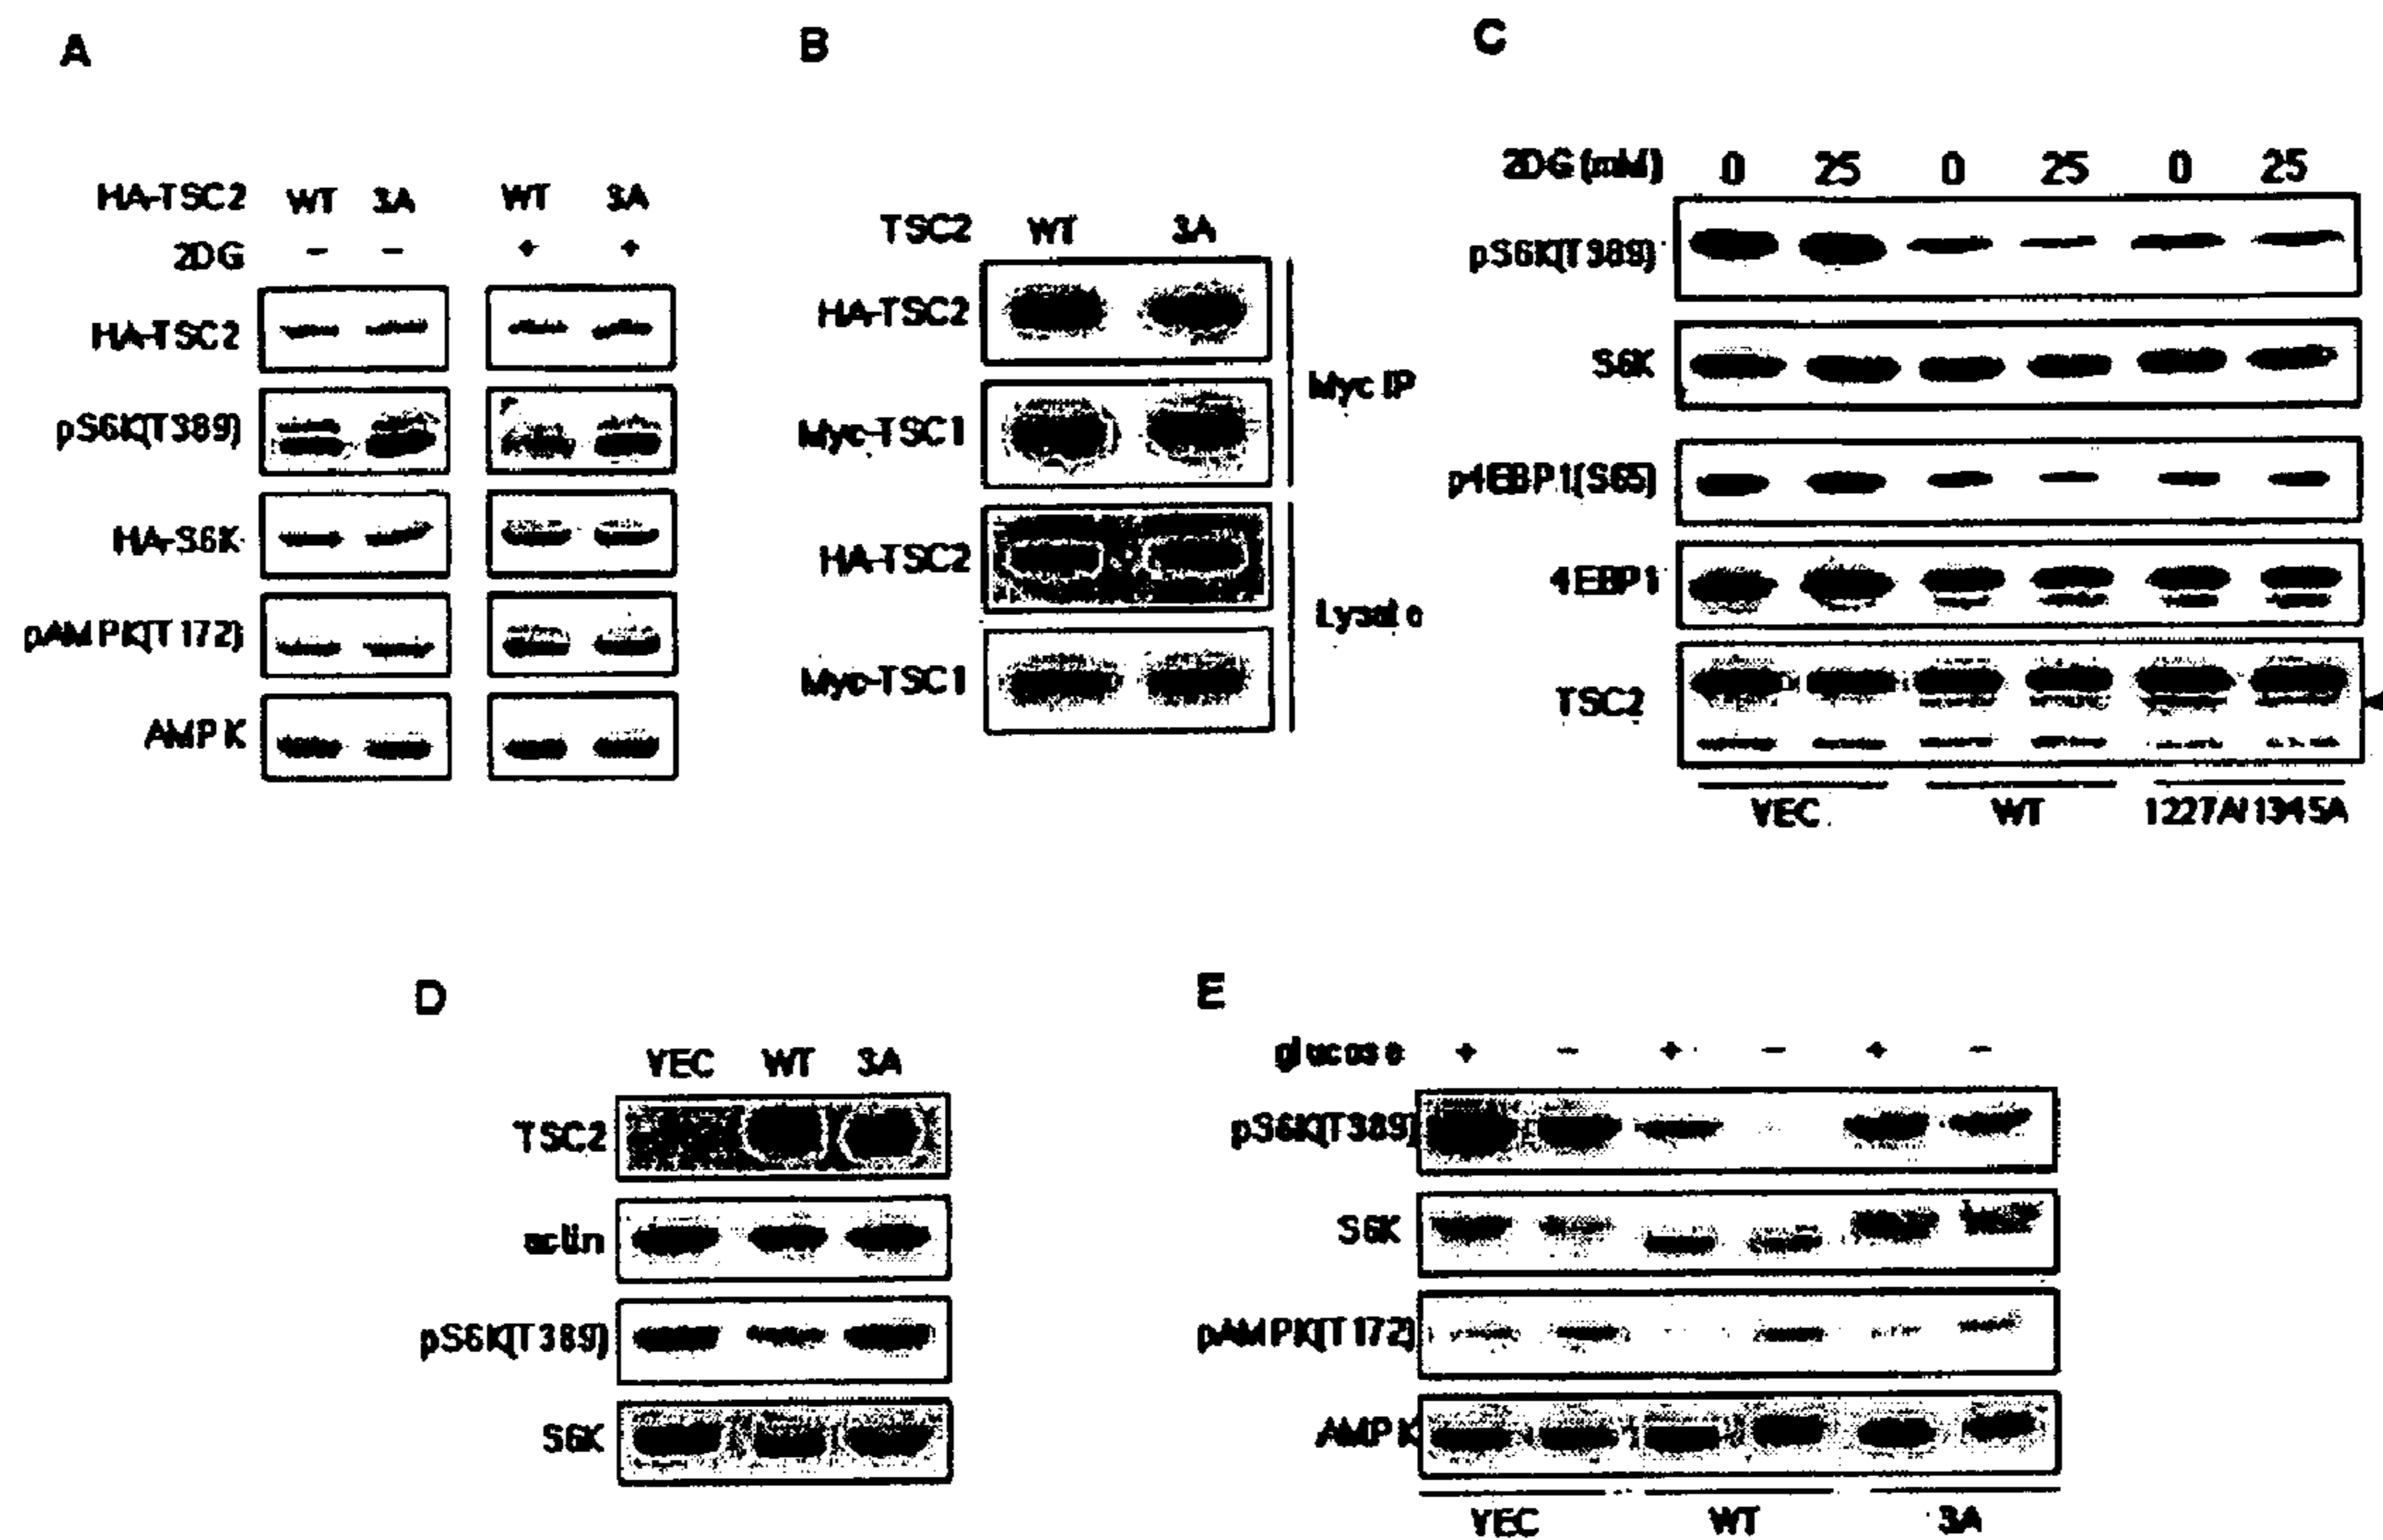 A
HA-TSC2 WT 3A WT 3A
2DG - - + +
HA-TSC2
pS6K(T389)
HA-S6K
pAMPK(T172)
AMPK
B
TSC2 WT 3A
HA-TSC2
Myc-TSC1
Myc IP
HA-TSC2
Myc-TSC1
Lysate
C
2DG (mM) 0 25 0 25 0 25
pS6K(T389)
S6K
p4EBP1(S65)
4EBP1
TSC2
VEC WT 1227A/1345A
D
VEC WT 3A
TSC2
actin
pS6K(T389)
S6K
E
glucose + - + - + -
pS6K(T389)
S6K
pAMPK(T172)
AMPK
VEC WT 3A